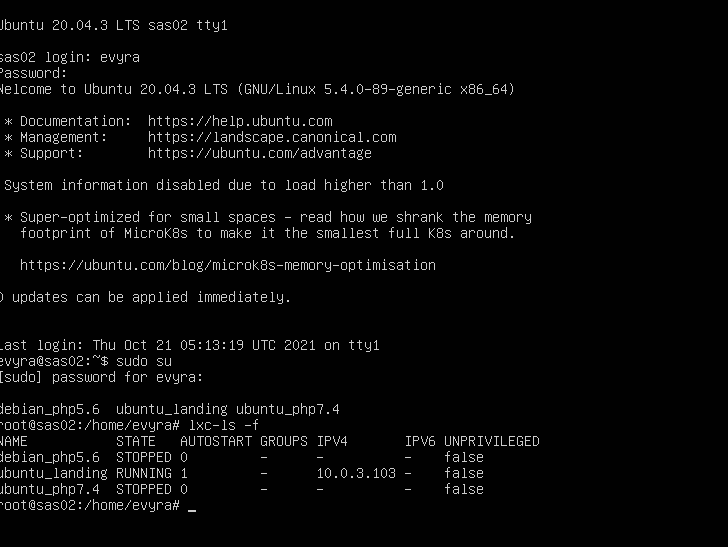 Ubuntu 20.04.3 LTS sas02 tty1
sas02 login: evyra
Password:
Welcome to Ubuntu 20.04.3 LTS (GNU/Linux 5.4.0-89-generic x86_64)
* Documentation:  https://help.ubuntu.com
* Management:     https://landscape.canonical.com
* Support:        https://ubuntu.com/advantage
System information disabled due to load higher than 1.0
* Super-optimized for small spaces - read how we shrank the memory
footprint of MicroK8s to make it the smallest full K8s around.
https://ubuntu.com/blog/microk8s-memory-optimisation
0 updates can be applied immediately.
Last login: Thu Oct 21 05:13:19 UTC 2021 on tty1
evyra@sas02:~$ sudo su
[sudo] password for evyra:
debian_php5.6  ubuntu_landing ubuntu_php7.4
root@sas02:/home/evyra# lxc-ls -f
NAME           STATE   AUTOSTART GROUPS IPV4       IPV6 UNPRIVILEGED
debian_php5.6  STOPPED 0         -      -          -    false
ubuntu_landing RUNNING 1         -      10.0.3.103 -    false
ubuntu_php7.4  STOPPED 0         -      -          -    false
root@sas02:/home/evyra# _